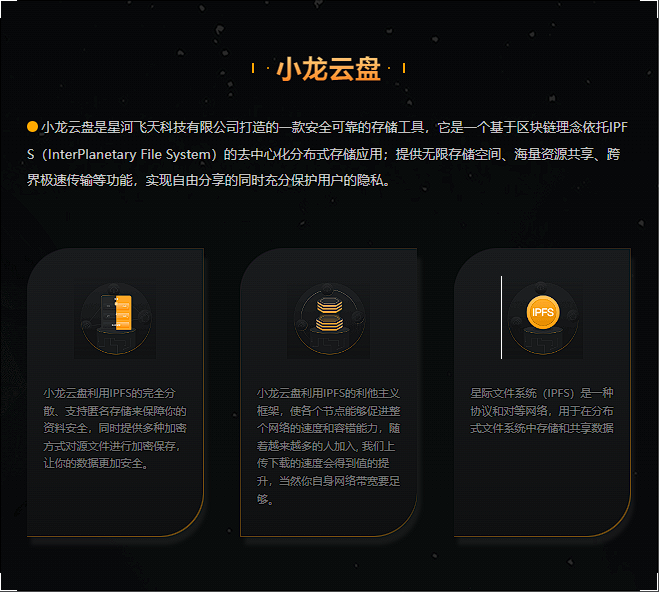 小龙云盘
小龙云盘是星河飞天科技有限公司打造的一款安全可靠的存储工具，它是一个基于区块链理念依托IPF
S（InterPlanetary File System）的去中心化分布式存储应用；提供无限存储空间、海量资源共享、跨
界极速传输等功能，实现自由分享的同时充分保护用户的隐私。
小龙云盘利用IPFS的完全分
散、支持匿名存储来保障你的
资料安全，同时提供多种加密
方式对源文件进行加密保存，
让你的数据更加安全。
小龙云盘利用IPFS的利他主义
框架，使各个节点能够促进整
个网络的速度和容错能力，随
着越来越多的人加入, 我们上
传下载的速度会得到值的提
升，当然你自身网络带宽要足
够。
IPFS
星际文件系统（IPFS）是一种
协议和对等网络，用于在分布
式文件系统中存储和共享数据